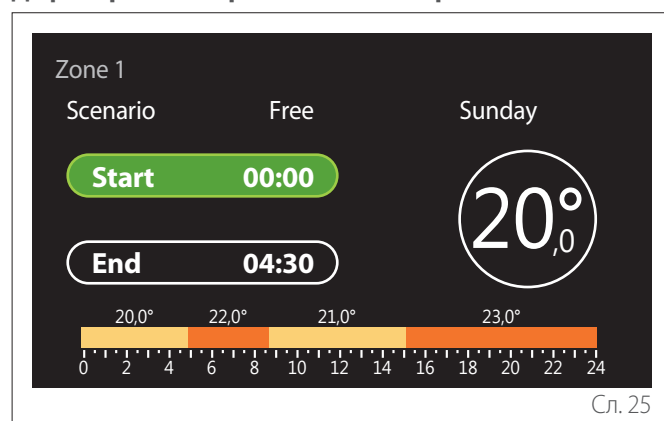 Zone 1
Scenario Free Sunday
Start 00:00
20°,0
End 04:30
20,0° 22,0° 21,0° 23,0°
0 2 4 6 8 10 12 14 16 18 20 22 24
Сл. 25